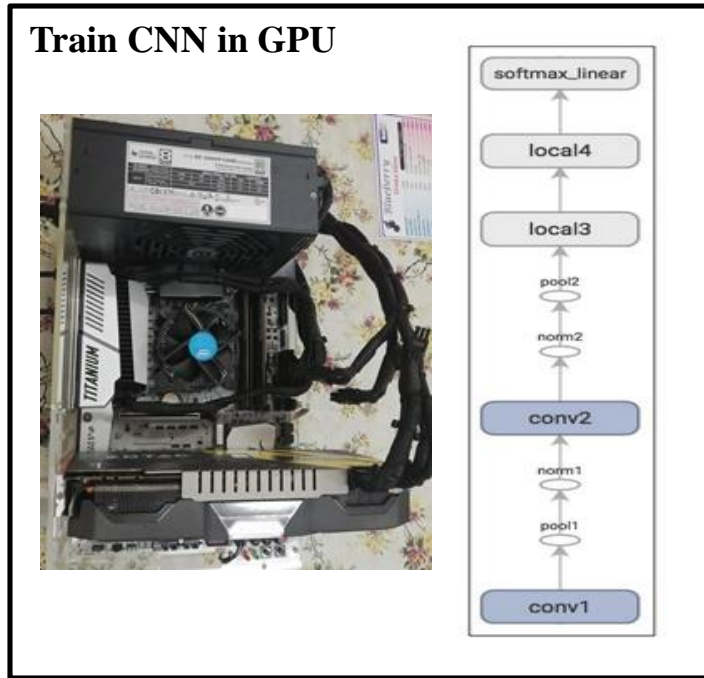 Train CNN in GPU
TITANIUM
softmax_linear
local4
local3
pool2
norm2
conv2
norm1
pool1
conv1